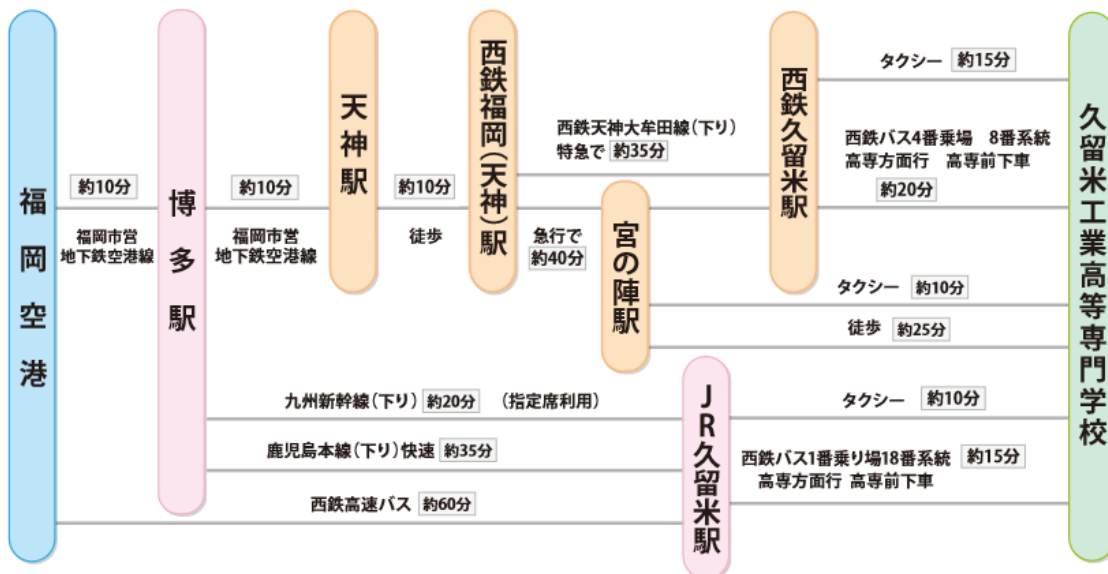 福岡空港
約10分
福岡市営
地下鉄空港線
博多駅
約10分
福岡市営
地下鉄空港線
天神駅
約10分
徒歩
西鉄福岡(天神)駅
西鉄天神大牟田線(下り)
特急で 約35分
急行で
約40分
宮の陣駅
西鉄久留米駅
タクシー 約15分
西鉄バス4番乗場 8番系統
高専方面行 高専前下車
約20分
タクシー 約10分
徒歩 約25分
九州新幹線(下り) 約20分 (指定席利用)
鹿児島本線(下り)快速 約35分
西鉄高速バス 約60分
JR久留米駅
タクシー 約10分
西鉄バス1番乗り場18番系統 約15分
高専方面行 高専前下車
久留米工業高等専門学校